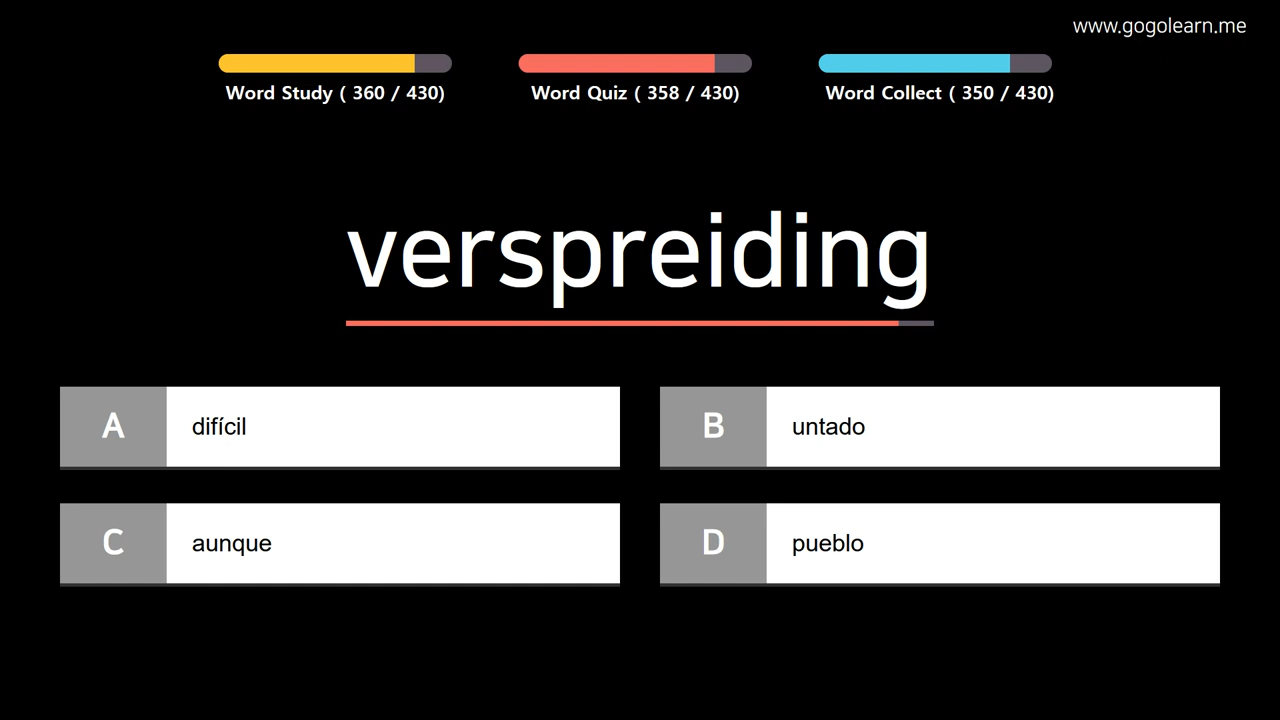 www.gogolearn.me
Word Study ( 360 / 430)
Word Quiz ( 358 / 430)
Word Collect ( 350 / 430)
verspreiding
A difícil
B untado
C aunque
D pueblo